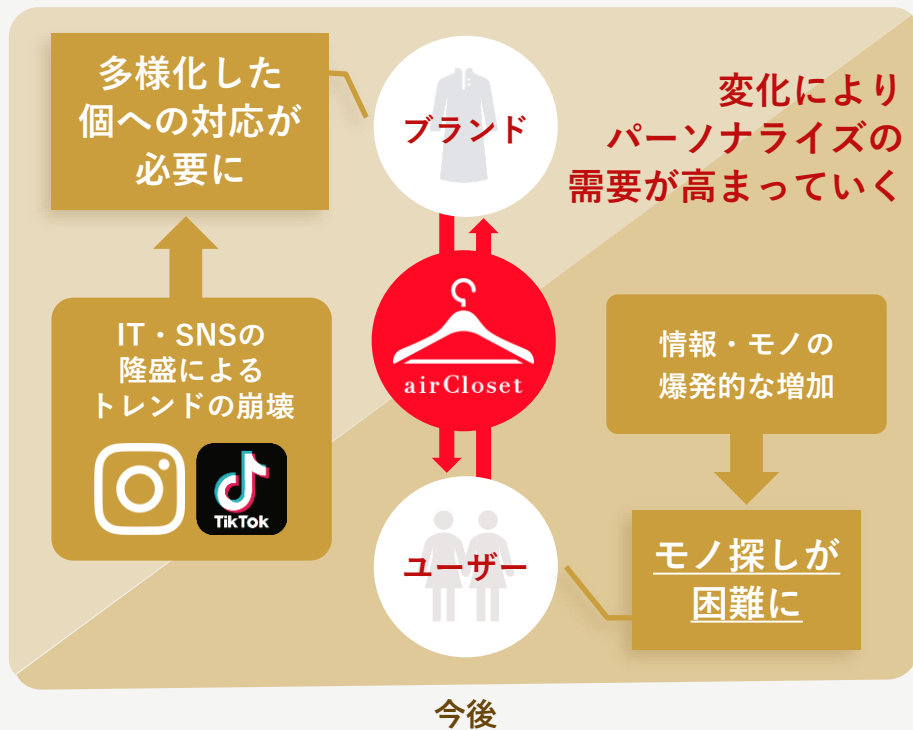 多様化した
個への対応が
必要に
ブランド
変化により
パーソナライズの
需要が高まっていく
IT・SNSの
隆盛による
トレンドの崩壊
TikTok
airCloset
情報・モノの
爆発的な増加
ユーザー
モノ探しが
困難に
今後